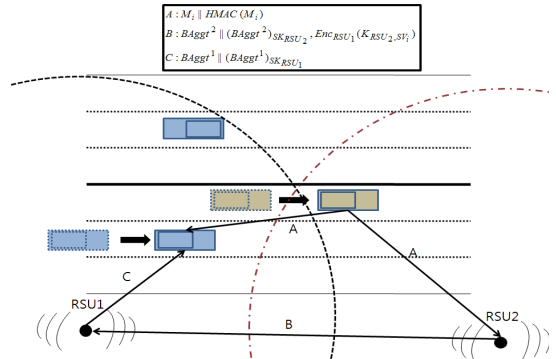 A : M_i ∥ HMAC (M_i)
B : BAggt^2 ∥ (BAggt^2)_{SK_{RSU_2}}, Enc_{RSU_1}(K_{RSU_2,SV_i})
C : BAggt^1 ∥ (BAggt^1)_{SK_{RSU_1}}
A
A
C
RSU1
RSU2
B